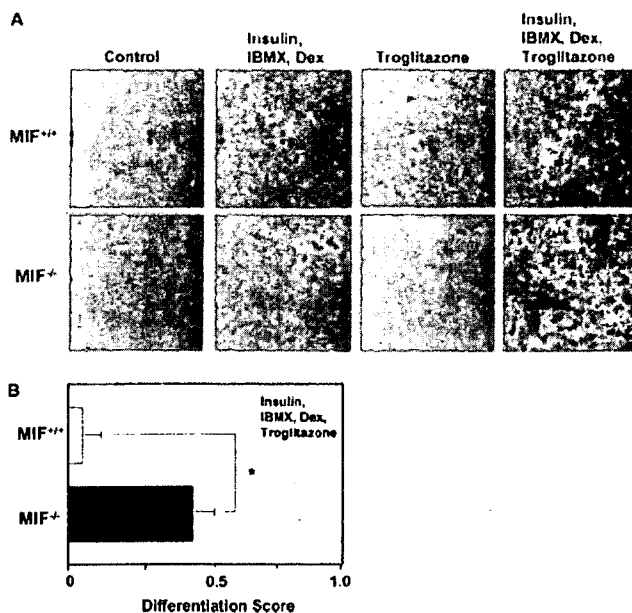 A
Control
Insulin,
IBMX, Dex
Troglitazone
Insulin,
IBMX, Dex,
Troglitazone
MIF+/+
MIF-/-
B
Insulin,
IBMX, Dex,
Troglitazone
MIF+/+
*
MIF-/-
0 0.5 1.0
Differentiation Score